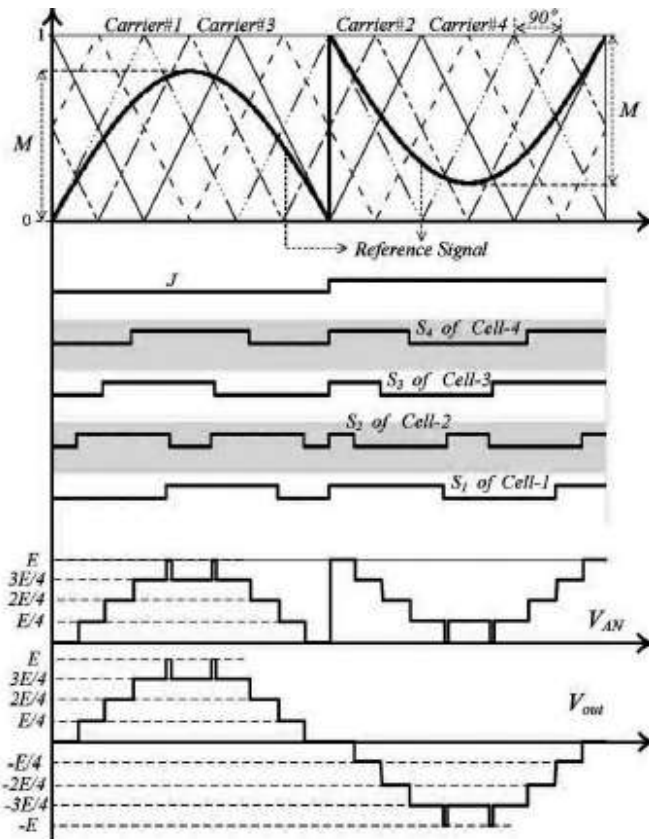 1 Carrier#1 Carrier#3 Carrier#2 Carrier#4 90°
M
M
0
Reference Signal
J
S4 of Cell-4
S3 of Cell-3
S2 of Cell-2
S1 of Cell-1
E
3E/4
2E/4
E/4
VAN
E
3E/4
2E/4
E/4
Vout
-E/4
-2E/4
-3E/4
-E